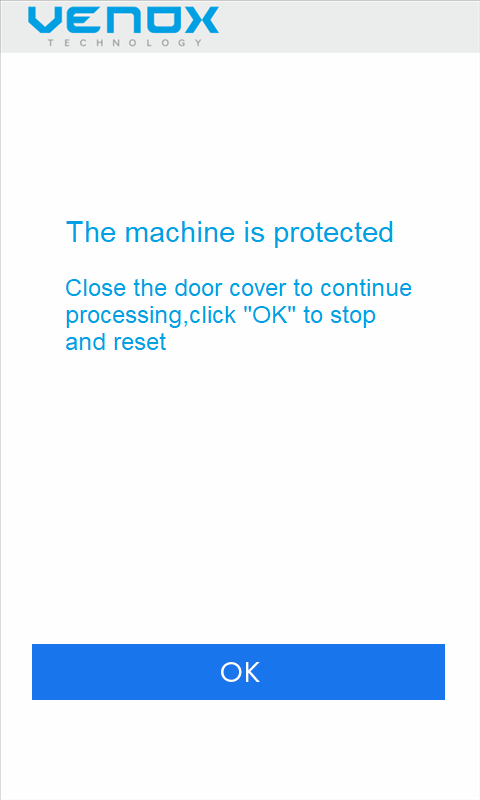 VENOX
TECHNOLOGY
The machine is protected
Close the door cover to continue
processing,click "OK" to stop
and reset
OK